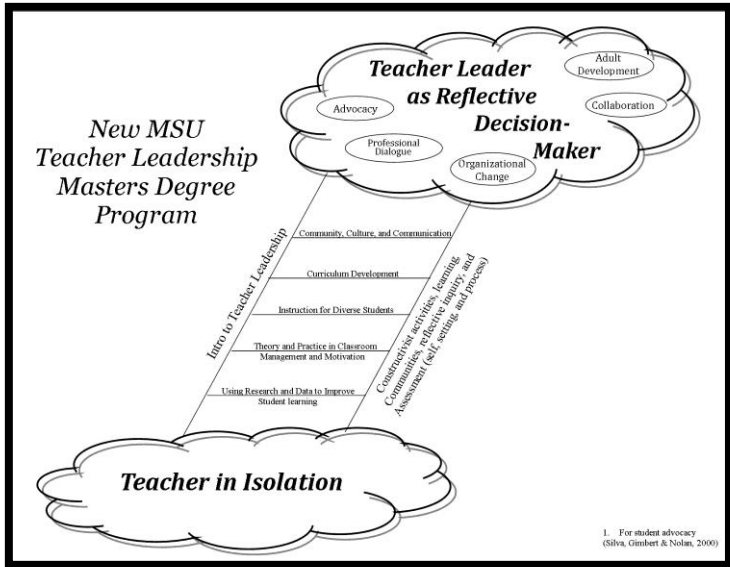 New MSU
Teacher Leadership
Masters Degree
Program
Teacher Leader
as Reflective
Decision-
Maker
Adult
Development
Advocacy
Collaboration
Professional
Dialogue
Organizational
Change
Intro to Teacher Leadership
Community, Culture, and Communication
Curriculum Development
Instruction for Diverse Students
Theory and Practice in Classroom
Management and Motivation
Using Research and Data to Improve
Student learning
Constructivist activities, learning,
Communities, reflective inquiry, and
Assessment (self, setting, and process)
Teacher in Isolation
1. For student advocacy
(Silva, Gimbert & Nolan, 2000)